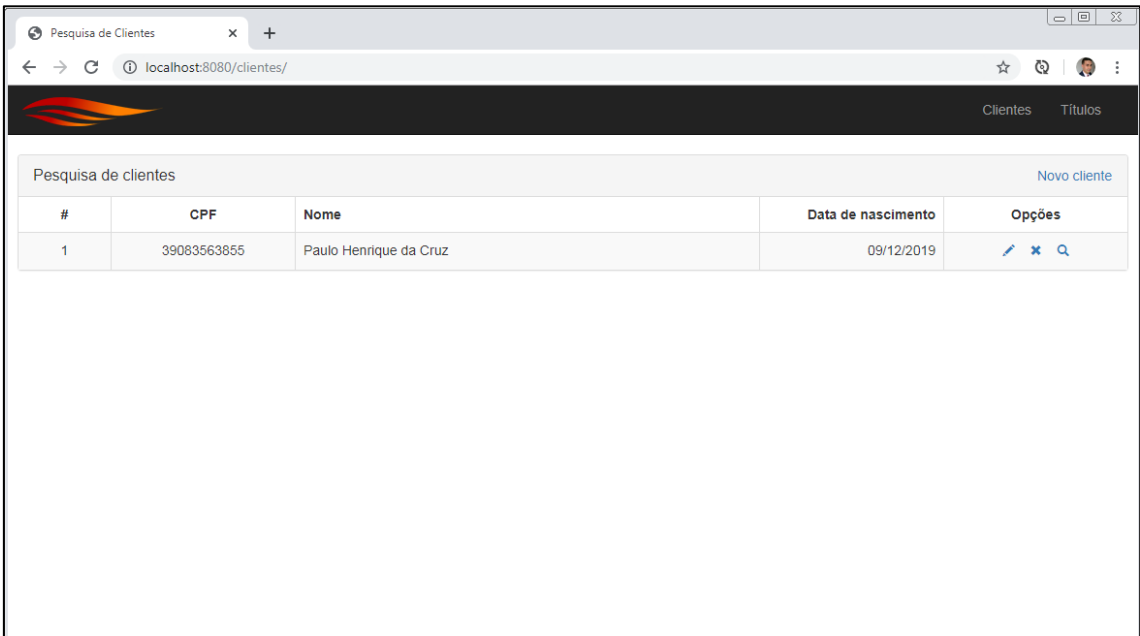 Pesquisa de Clientes
localhost:8080/clientes/
Clientes Títulos
Pesquisa de clientes Novo cliente
# CPF Nome Data de nascimento Opções
1 39083563855 Paulo Henrique da Cruz 09/12/2019